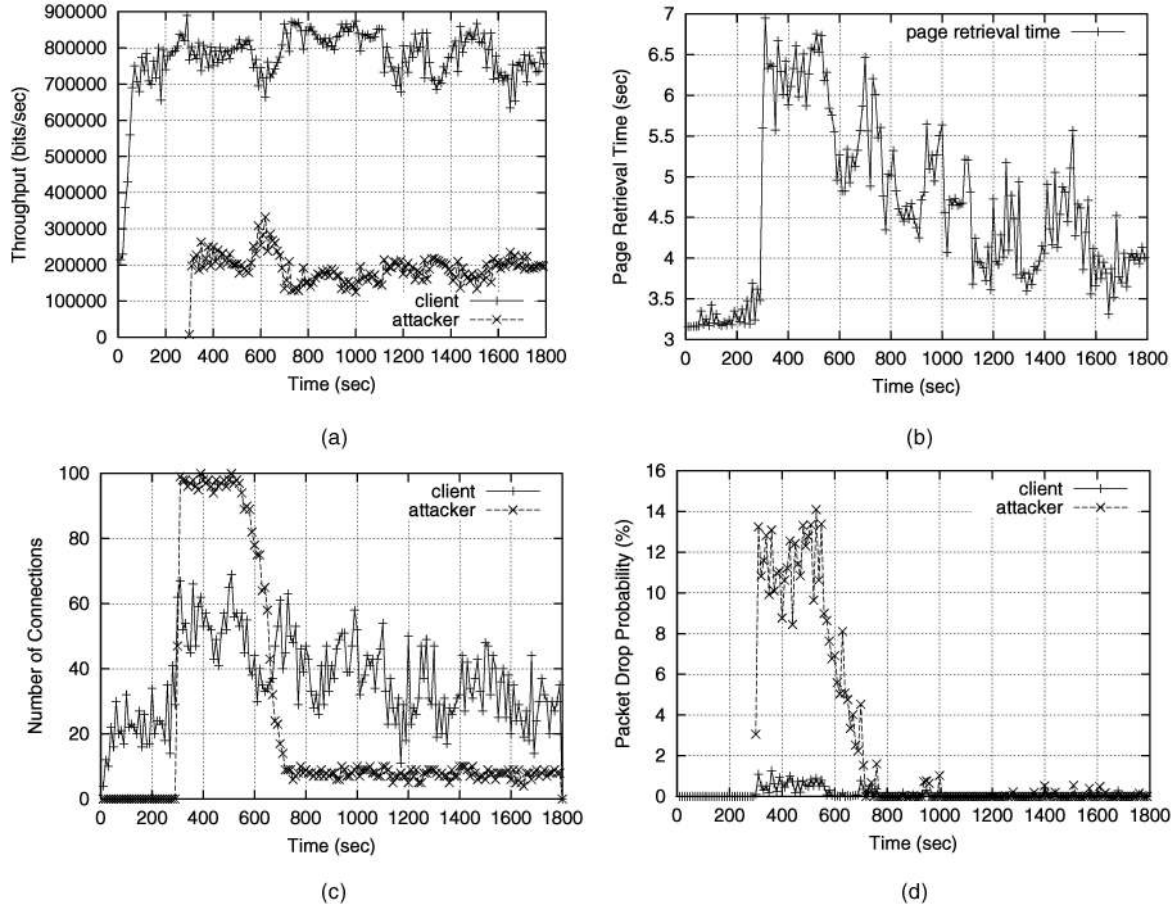 900000
800000
700000
600000
500000
400000
300000
200000
100000
0
Throughput (bits/sec)
client
attacker
0 200 400 600 800 1000 1200 1400 1600 1800
Time (sec)
(a)
7
6.5
6
5.5
5
4.5
4
3.5
3
Page Retrieval Time (sec)
page retrieval time
0 200 400 600 800 1000 1200 1400 1600 1800
Time (sec)
(b)
100
80
60
40
20
0
Number of Connections
client
attacker
0 200 400 600 800 1000 1200 1400 1600 1800
Time (sec)
(c)
16
14
12
10
8
6
4
2
0
Packet Drop Probability (%)
client
attacker
0 200 400 600 800 1000 1200 1400 1600 1800
Time (sec)
(d)